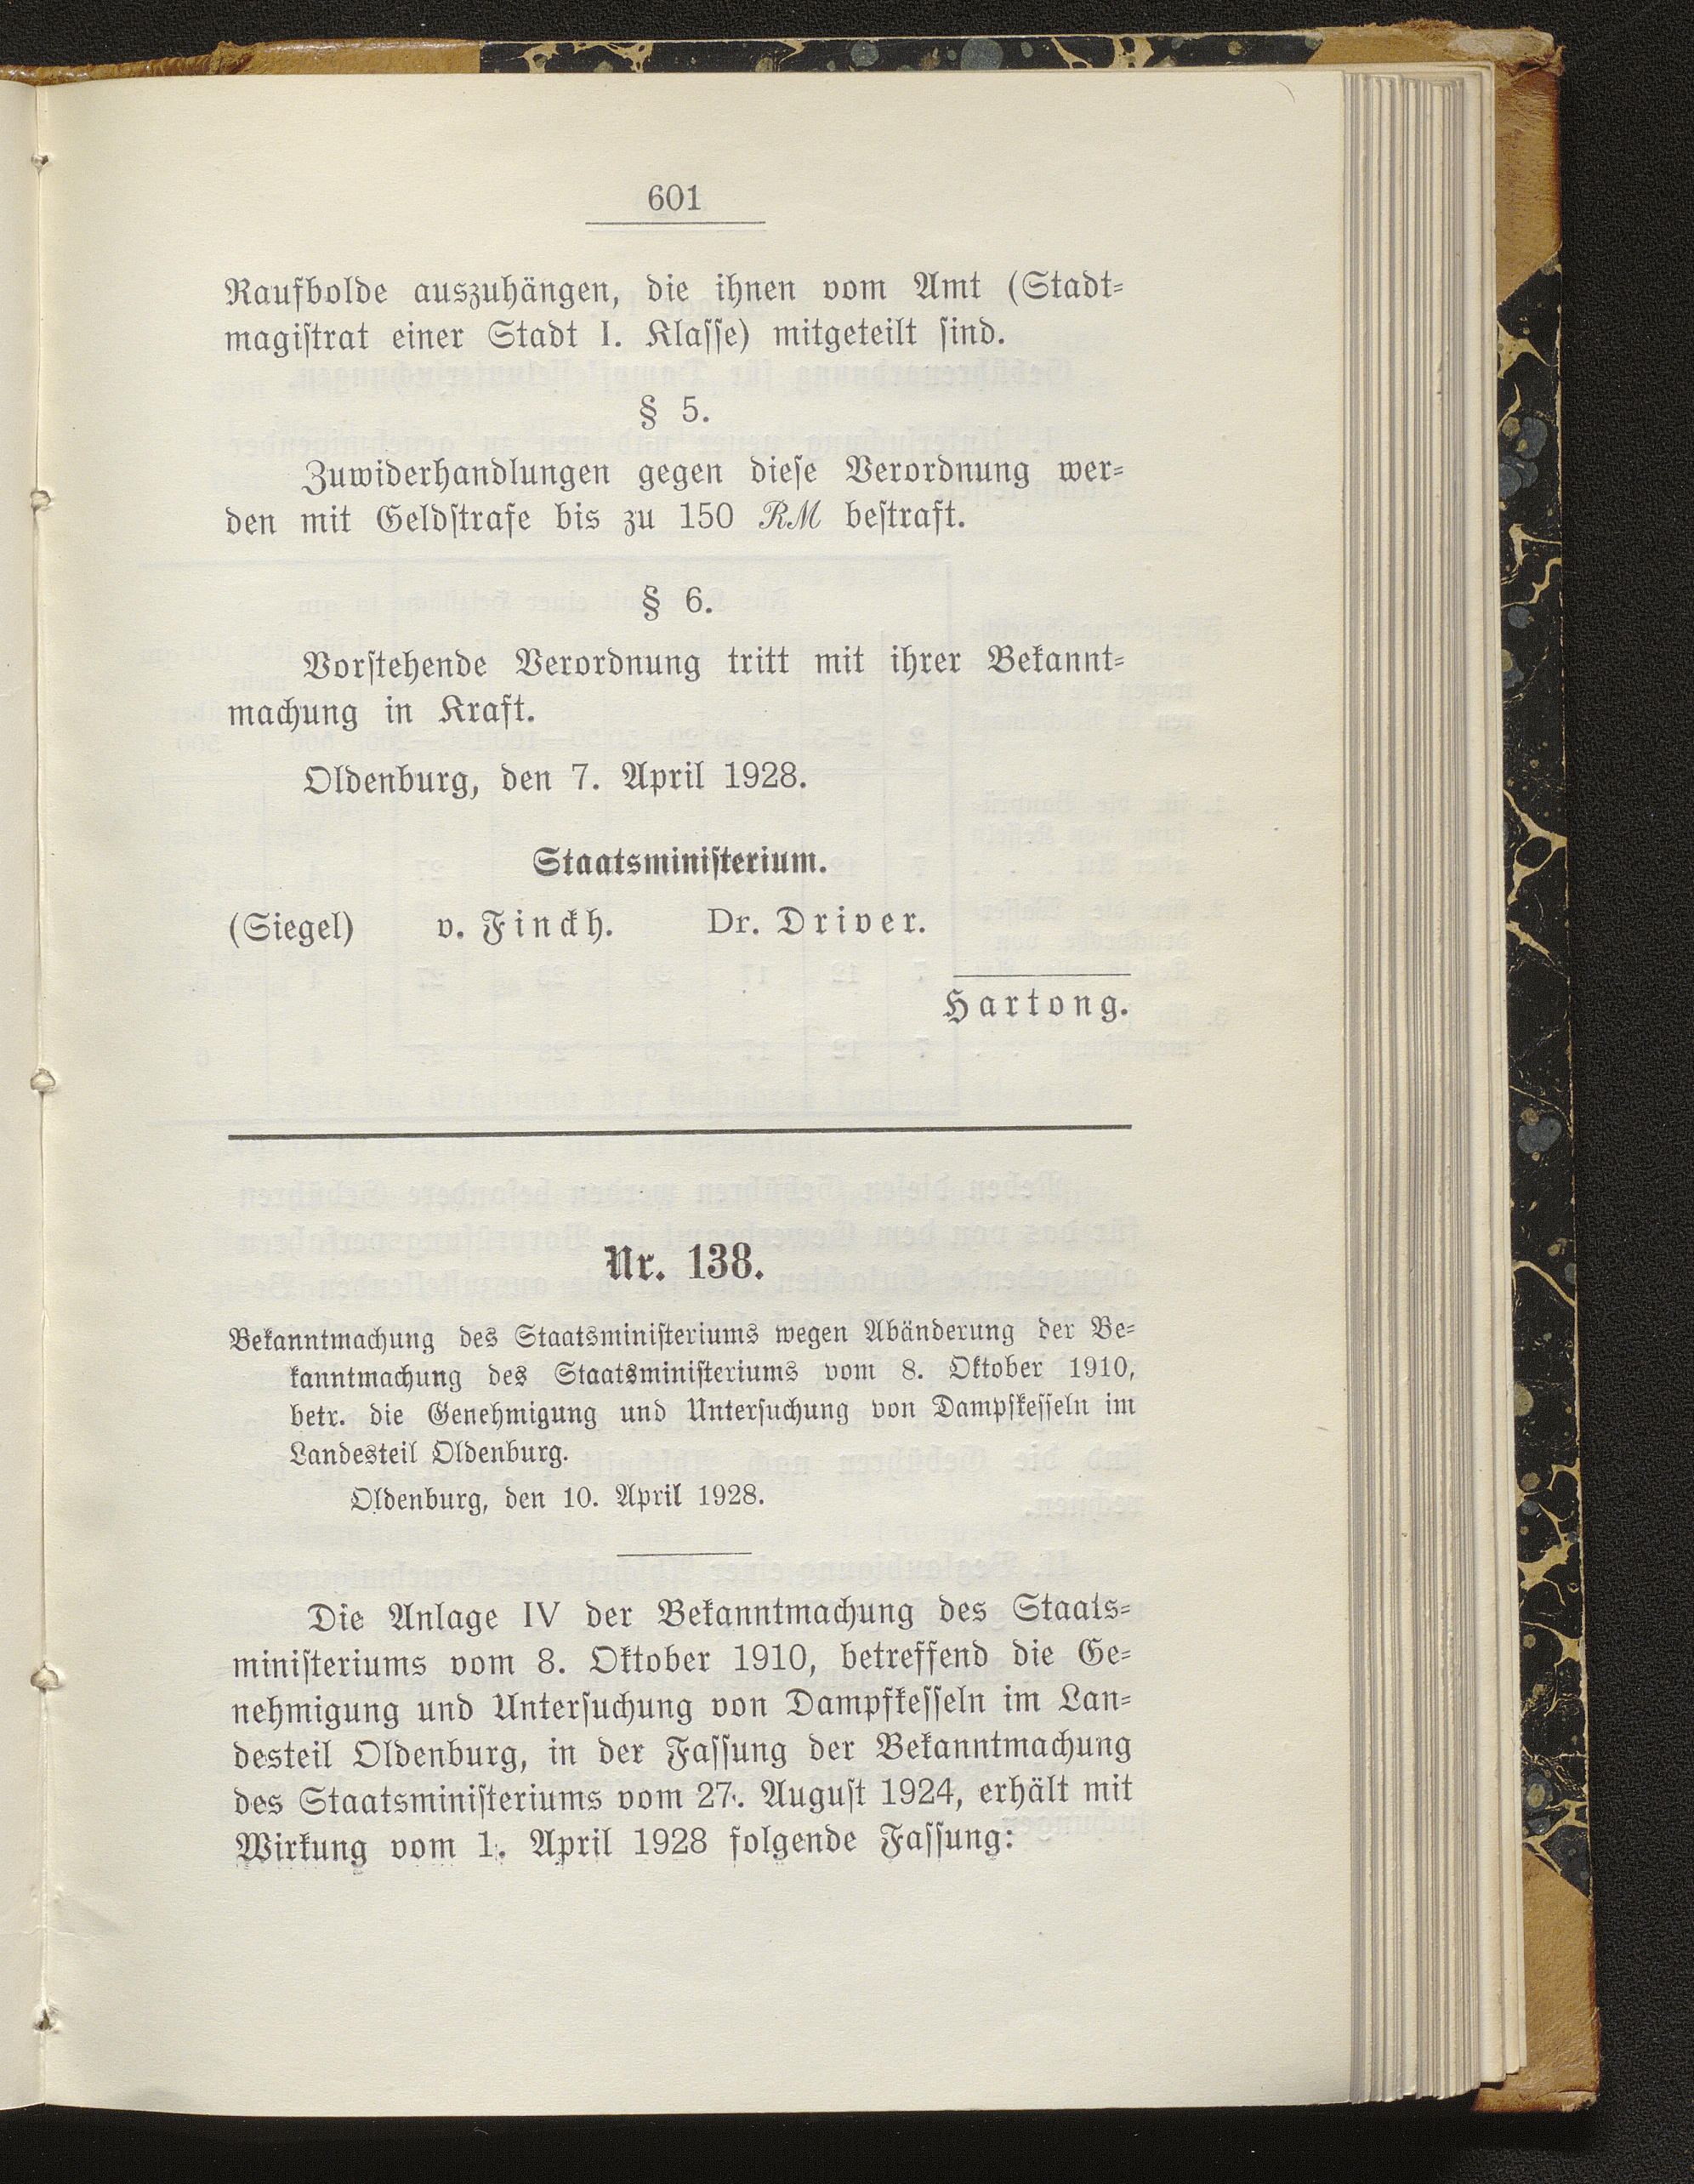 601
Raufbolde auszuhängen, die ihnen vom Amt (Stadt-
magistrat einer Stadt I. Klasse) mitgeteilt sind.
§ 5.
Zuwiderhandlungen gegen diese Verordnung wer-
den mit Geldstrafe bis zu 150 RM bestraft.
§ 6.
Vorstehende Verordnung tritt mit ihrer Bekannt-
machung in Kraft.
Oldenburg, den 7. April 1928.
Staatsministerium.
(Siegel) v. Finckh. Dr. Driver.
Hartong.
Nr. 138.
Bekanntmachung des Staatsministeriums wegen Abänderung der Be-
kanntmachung des Staatsministeriums vom 8. Oktober 1910,
betr. die Genehmigung und Untersuchung von Dampfkesseln im
Landesteil Oldenburg.
Oldenburg, den 10. April 1928.
Die Anlage IV der Bekanntmachung des Staats-
ministeriums vom 8. Oktober 1910, betreffend die Ge-
nehmigung und Untersuchung von Dampfkesseln im Lan-
desteil Oldenburg, in der Fassung der Bekanntmachung
des Staatsministeriums vom 27. August 1924, erhält mit
Wirkung vom 1. April 1928 folgende Fassung: